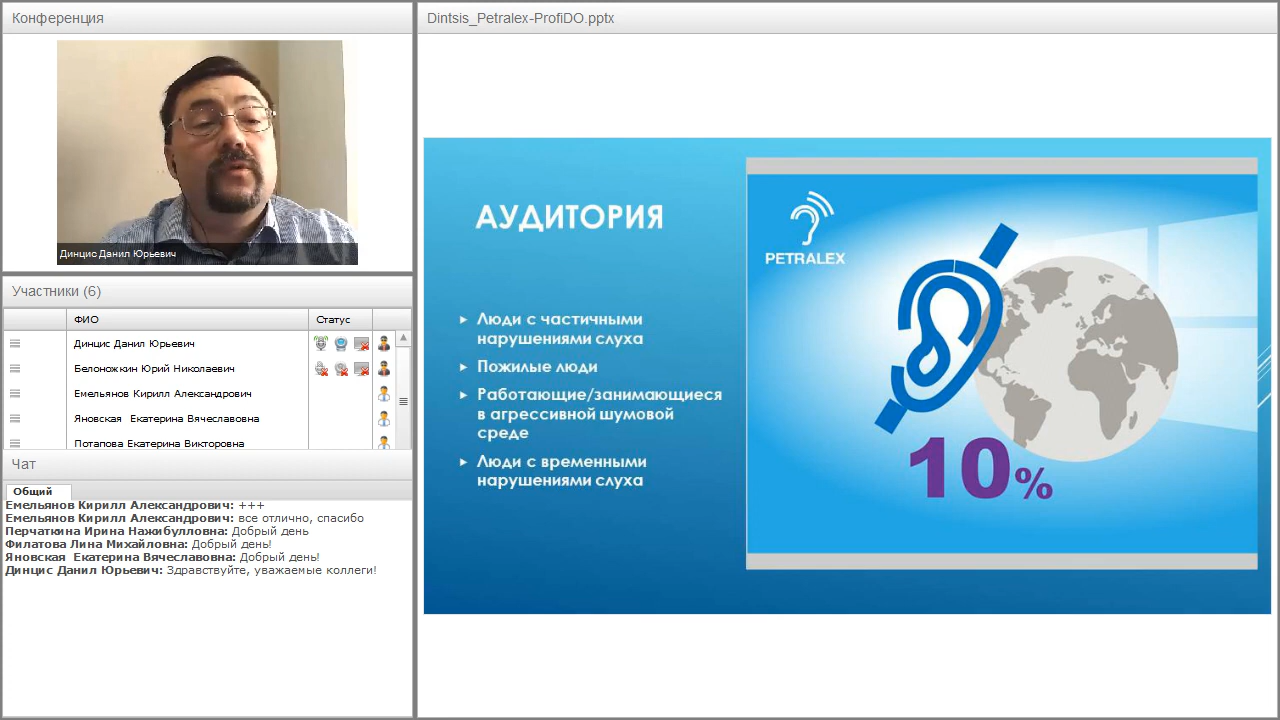 Конференция
Динцис Данил Юрьевич
Участники (6)
ФИО
Статус
Динцис Данил Юрьевич
Белоножкин Юрий Николаевич
Емельянов Кирилл Александрович
Яновская  Екатерина Вячеславовна
Потапова Екатерина Викторовна
Чат
Общий
Емельянов Кирилл Александрович: +++
Емельянов Кирилл Александрович: все отлично, спасибо
Перчаткина Ирина Нажибулловна: Добрый день
Филатова Лина Михайловна: Добрый день!
Яновская  Екатерина Вячеславовна: Добрый день!
Динцис Данил Юрьевич: Здравствуйте, уважаемые коллеги!
Dintsis_Petralex-ProfiDO.pptx
АУДИТОРИЯ
Люди с частичными
нарушениями слуха
Пожилые люди
Работающие/занимающиеся
в агрессивной шумовой
среде
Люди с временными
нарушениями слуха
PETRALEX
10%